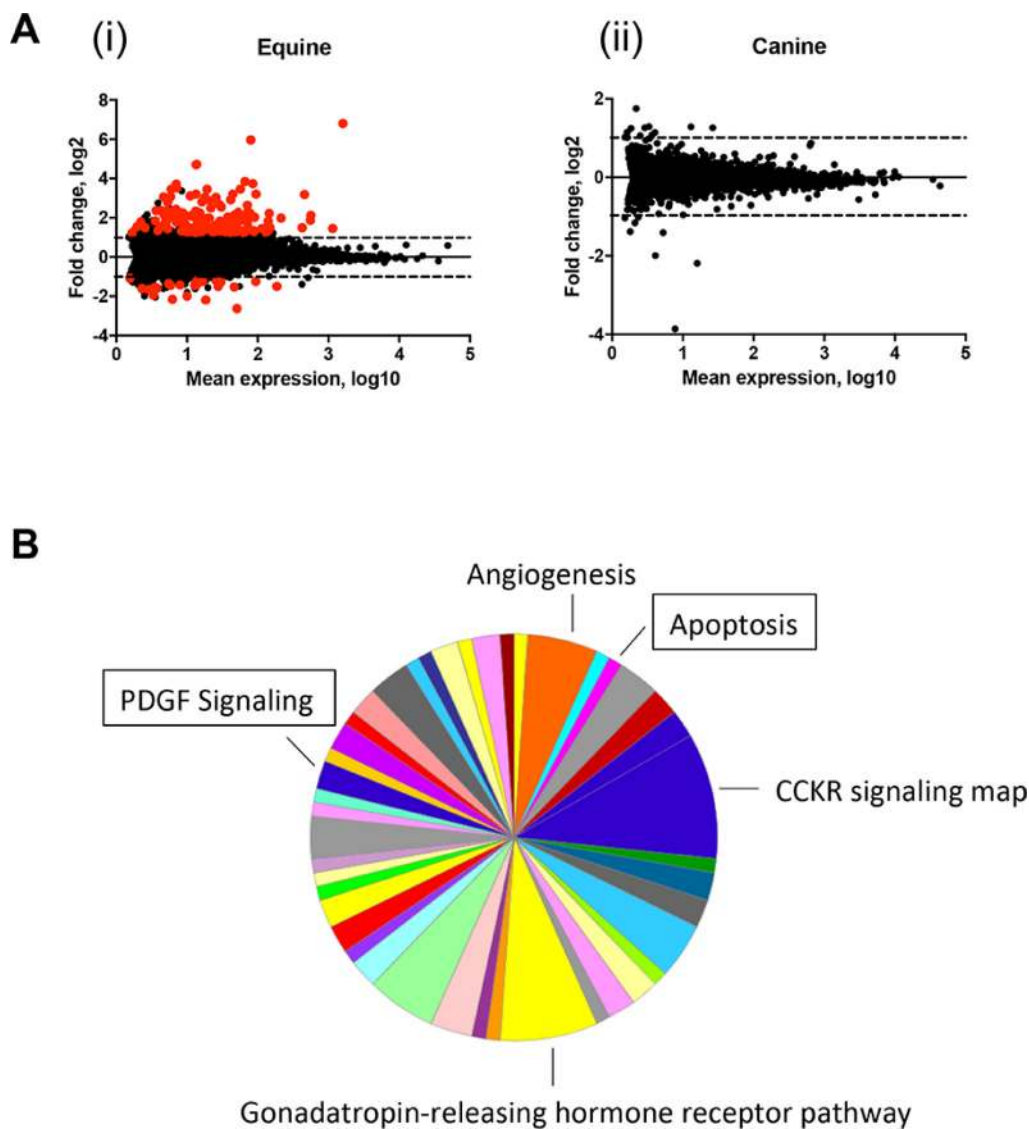 A
(i)
Equine
Fold change, log2
8
6
4
2
0
-2
-4
0 1 2 3 4 5
Mean expression, log10
(ii)
Canine
Fold change, log2
2
0
-2
-4
0 1 2 3 4 5
Mean expression, log10
B
Angiogenesis
Apoptosis
PDGF Signaling
CCKR signaling map
Gonadatropin-releasing hormone receptor pathway